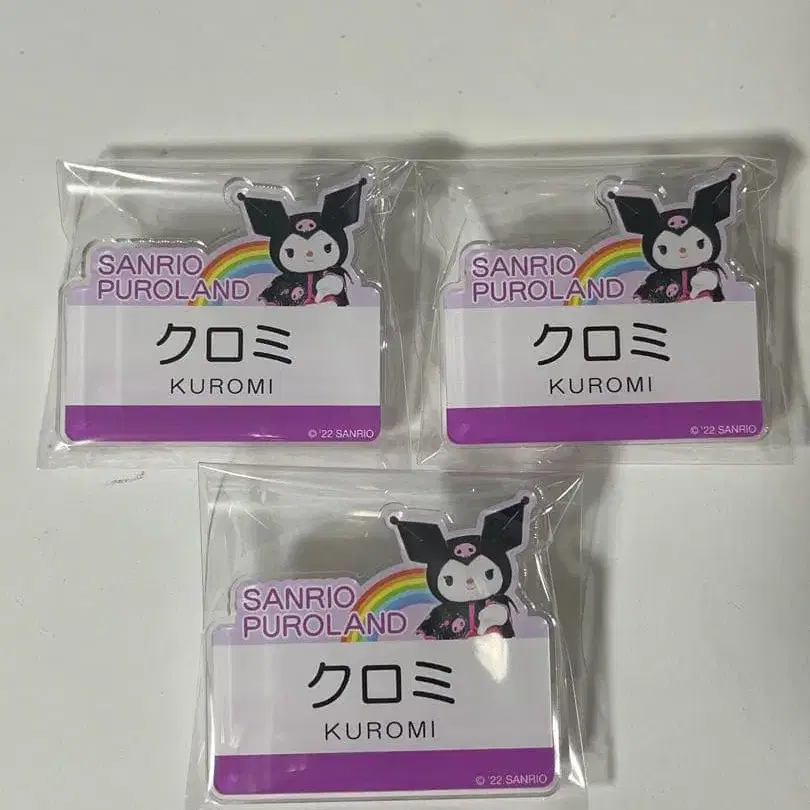 SANRIO
PUROLAND
クロミ
KUROMI
© '22 SANRIO
SANRIO
PUROLAND
クロミ
KUROMI
© '22 SANRIO
SANRIO
PUROLAND
クロミ
KUROMI
© '22 SANRIO